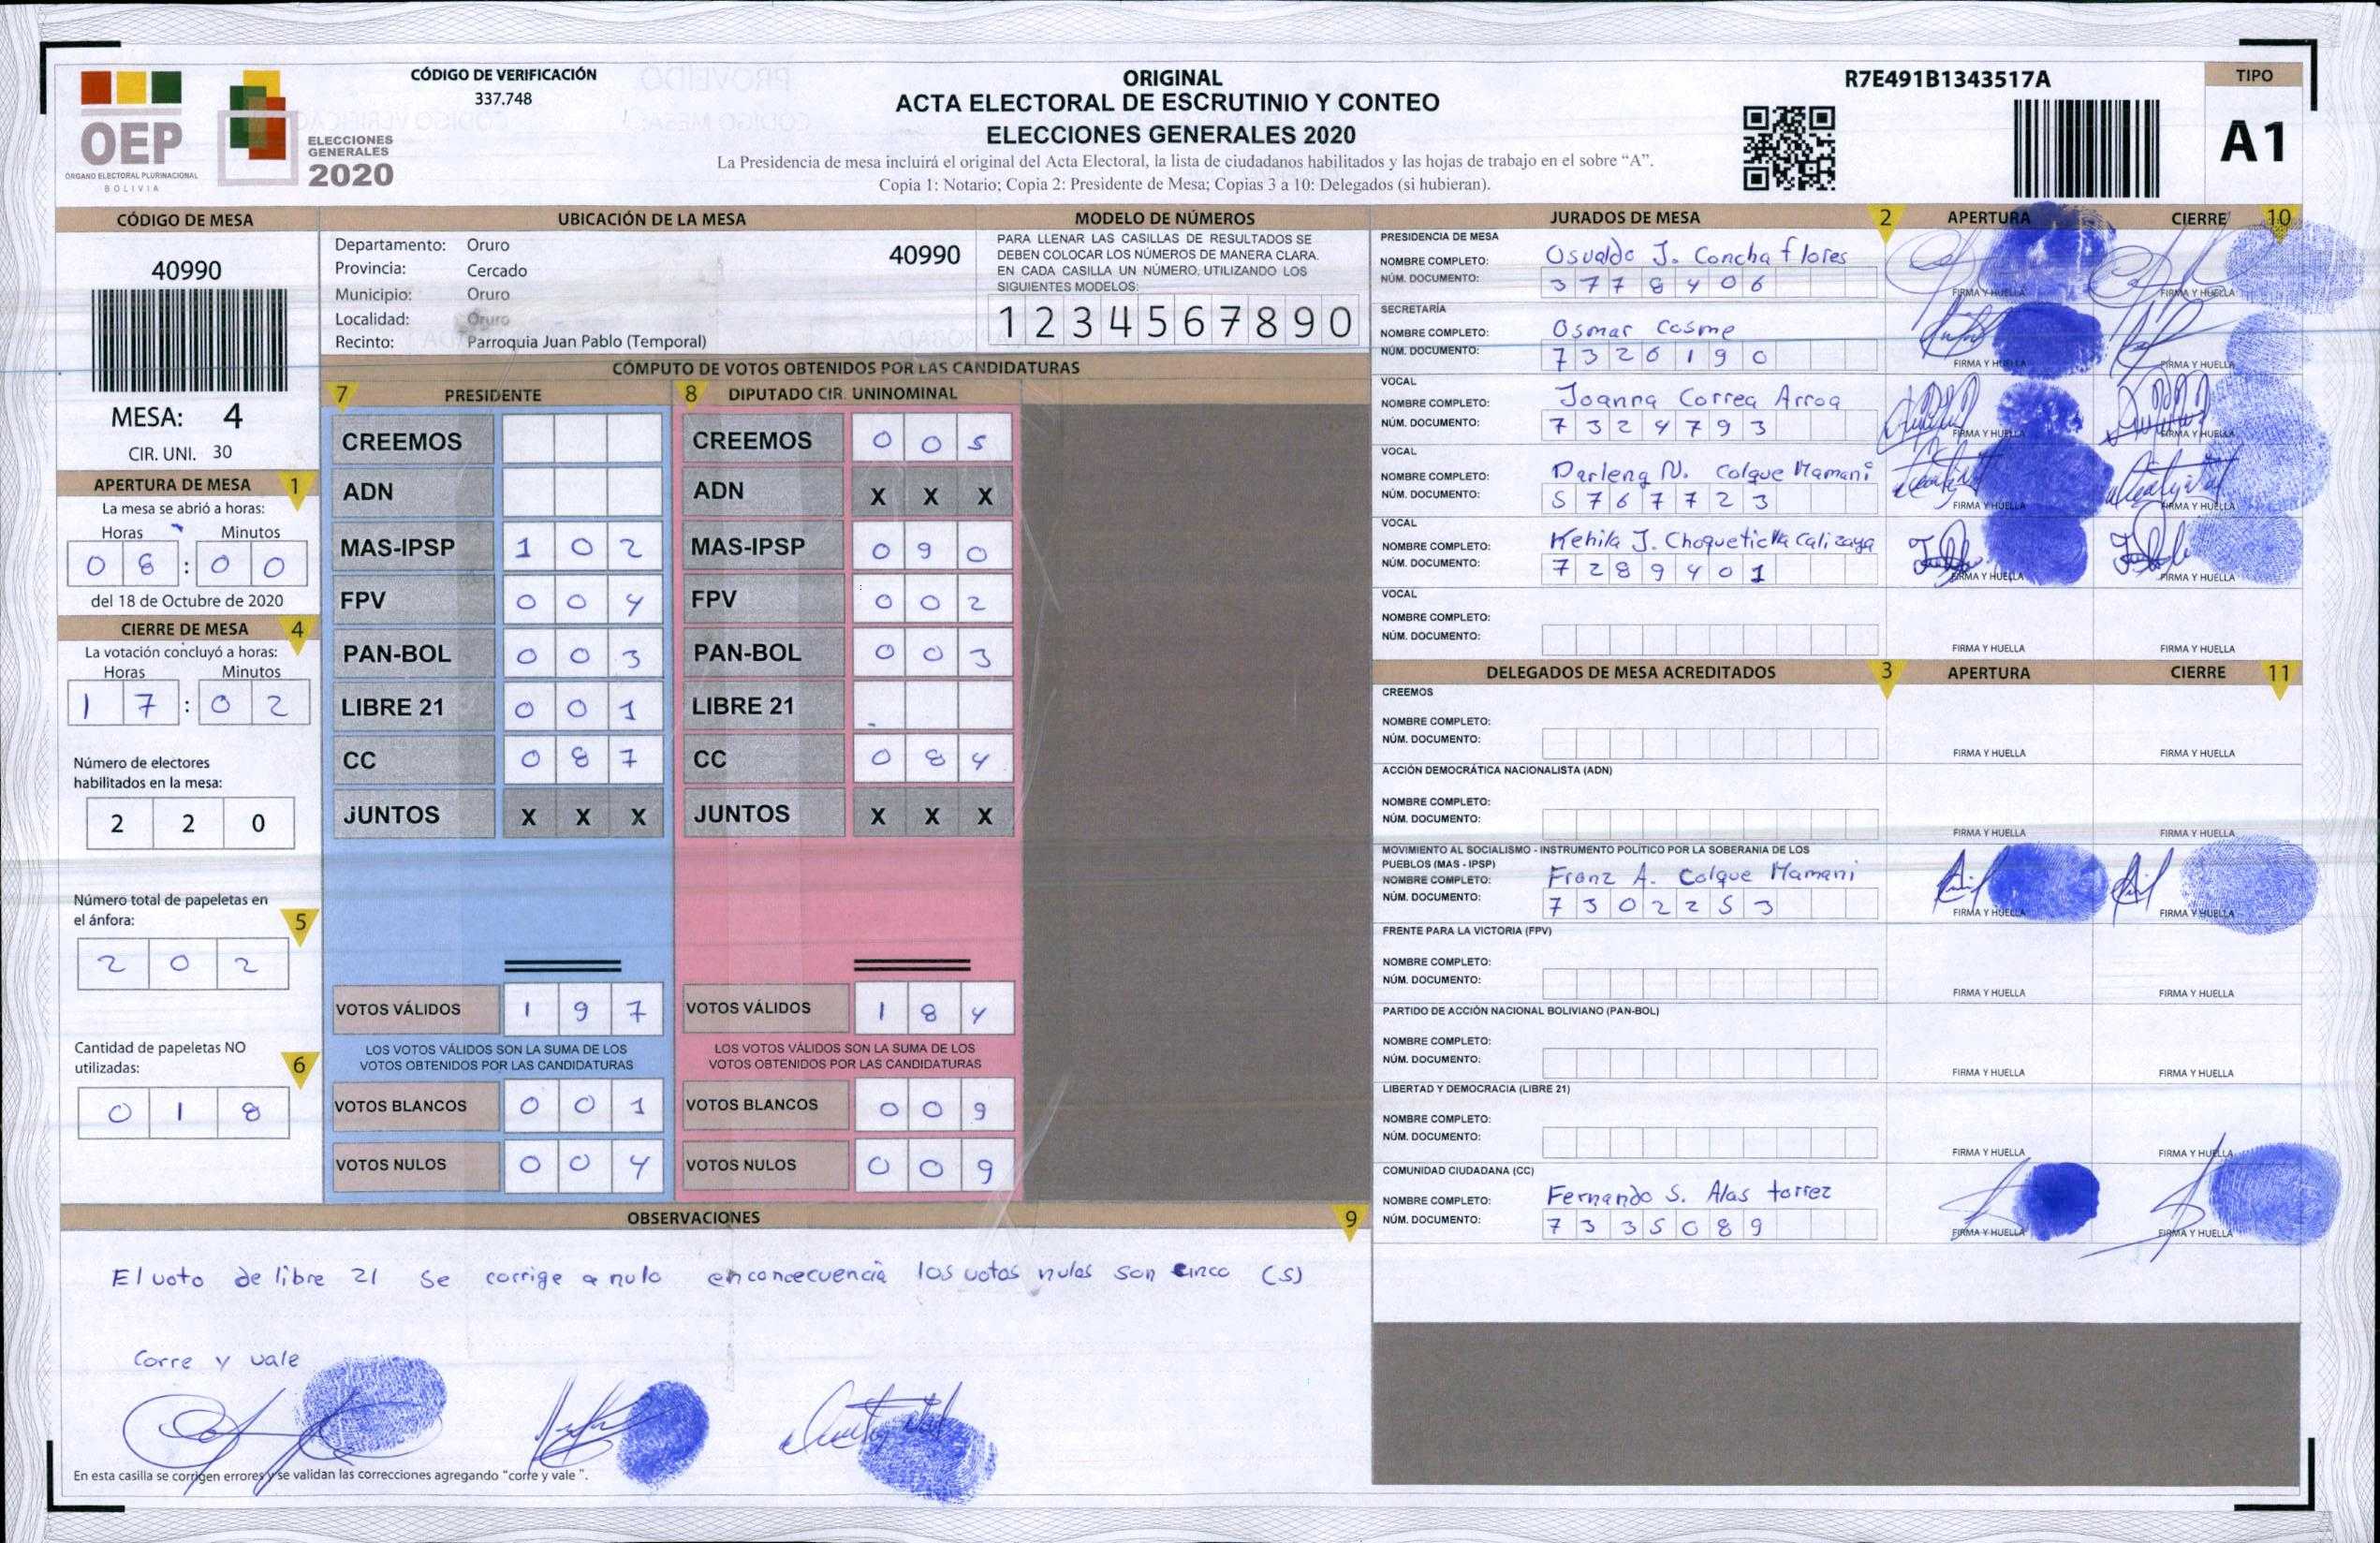 CÓDIGO DE VERIFICACIÓN
337.748
OEP
ÓRGANO ELECTORAL PLURINACIONAL
BOLIVIA
ELECCIONES
GENERALES
2020
ORIGINAL
ACTA ELECTORAL DE ESCRUTINIO Y CONTEO
ELECCIONES GENERALES 2020
La Presidencia de mesa incluirá el original del Acta Electoral, la lista de ciudadanos habilitados y las hojas de trabajo en el sobre “A”.
Copia 1: Notario; Copia 2: Presidente de Mesa; Copias 3 a 10: Delegados (si hubieran).
R7E491B1343517A
TIPO
A1
CÓDIGO DE MESA
40990
MESA: 4
CIR. UNI. 30
UBICACIÓN DE LA MESA
Departamento: Oruro
40990
Provincia: Cercado
Municipio: Oruro
Localidad: Oruro
Recinto: Parroquia Juan Pablo (Temporal)
MODELO DE NÚMEROS
PARA LLENAR LAS CASILLAS DE RESULTADOS SE
DEBEN COLOCAR LOS NÚMEROS DE MANERA CLARA.
EN CADA CASILLA UN NÚMERO, UTILIZANDO LOS
SIGUIENTES MODELOS:
1 2 3 4 5 6 7 8 9 0
APERTURA DE MESA 1
La mesa se abrió a horas:
Horas Minutos
0 8 : 0 0
del 18 de Octubre de 2020
CIERRE DE MESA 4
La votación concluyó a horas:
Horas Minutos
1 7 : 0 2
Número de electores
habilitados en la mesa:
2 2 0
Número total de papeletas en
el ánfora: 5
2 0 2
Cantidad de papeletas NO
utilizadas: 6
0 1 8
CÓMPUTO DE VOTOS OBTENIDOS POR LAS CANDIDATURAS
7 PRESIDENTE
CREEMOS
ADN
MAS-IPSP 1 0 2
FPV 0 0 4
PAN-BOL 0 0 3
LIBRE 21 0 0 1
CC 0 8 7
JUNTOS X X X
VOTOS VÁLIDOS 1 9 7
LOS VOTOS VÁLIDOS SON LA SUMA DE LOS
VOTOS OBTENIDOS POR LAS CANDIDATURAS
VOTOS BLANCOS 0 0 1
VOTOS NULOS 0 0 4
8 DIPUTADO CIR. UNINOMINAL
CREEMOS 0 0 5
ADN X X X
MAS-IPSP 0 9 0
FPV 0 0 2
PAN-BOL 0 0 3
LIBRE 21
CC 0 8 4
JUNTOS X X X
VOTOS VÁLIDOS 1 8 4
LOS VOTOS VÁLIDOS SON LA SUMA DE LOS
VOTOS OBTENIDOS POR LAS CANDIDATURAS
VOTOS BLANCOS 0 0 9
VOTOS NULOS 0 0 9
OBSERVACIONES 9
El voto de libre 21 se corrige a nulo en concecuencia los votos nulos son cinco (5)
Corre y vale
En esta casilla se corrigen errores y se validan las correcciones agregando “corre y vale”.
JURADOS DE MESA 2 APERTURA CIERRE 10
PRESIDENCIA DE MESA
NOMBRE COMPLETO: Osvaldo J. Concha flores
NÚM. DOCUMENTO: 3 7 7 8 4 0 6
FIRMA Y HUELLA FIRMA Y HUELLA
SECRETARÍA
NOMBRE COMPLETO: Osmar Cosme
NÚM. DOCUMENTO: 7 3 2 6 1 9 0
FIRMA Y HUELLA FIRMA Y HUELLA
VOCAL
NOMBRE COMPLETO: Joanna Correa Arroa
NÚM. DOCUMENTO: 7 3 2 4 7 9 3
FIRMA Y HUELLA FIRMA Y HUELLA
VOCAL
NOMBRE COMPLETO: Darleng N. Colque Mamani
NÚM. DOCUMENTO: 5 7 6 7 7 2 3
FIRMA Y HUELLA FIRMA Y HUELLA
VOCAL
NOMBRE COMPLETO: Kehila J. Choqueticlla Calizaya
NÚM. DOCUMENTO: 7 2 8 9 4 0 1
FIRMA Y HUELLA FIRMA Y HUELLA
VOCAL
NOMBRE COMPLETO:
NÚM. DOCUMENTO:
FIRMA Y HUELLA FIRMA Y HUELLA
DELEGADOS DE MESA ACREDITADOS 3 APERTURA CIERRE 11
CREEMOS
NOMBRE COMPLETO:
NÚM. DOCUMENTO:
FIRMA Y HUELLA FIRMA Y HUELLA
ACCIÓN DEMOCRÁTICA NACIONALISTA (ADN)
NOMBRE COMPLETO:
NÚM. DOCUMENTO:
FIRMA Y HUELLA FIRMA Y HUELLA
MOVIMIENTO AL SOCIALISMO - INSTRUMENTO POLÍTICO POR LA SOBERANIA DE LOS
PUEBLOS (MAS - IPSP)
NOMBRE COMPLETO: Franz A. Colque Mamani
NÚM. DOCUMENTO: 7 3 0 2 2 5 3
FIRMA Y HUELLA FIRMA Y HUELLA
FRENTE PARA LA VICTORIA (FPV)
NOMBRE COMPLETO:
NÚM. DOCUMENTO:
FIRMA Y HUELLA FIRMA Y HUELLA
PARTIDO DE ACCIÓN NACIONAL BOLIVIANO (PAN-BOL)
NOMBRE COMPLETO:
NÚM. DOCUMENTO:
FIRMA Y HUELLA FIRMA Y HUELLA
LIBERTAD Y DEMOCRACIA (LIBRE 21)
NOMBRE COMPLETO:
NÚM. DOCUMENTO:
FIRMA Y HUELLA FIRMA Y HUELLA
COMUNIDAD CIUDADANA (CC)
NOMBRE COMPLETO: Fernando S. Alas torrez
NÚM. DOCUMENTO: 7 3 3 5 0 8 9
FIRMA Y HUELLA FIRMA Y HUELLA